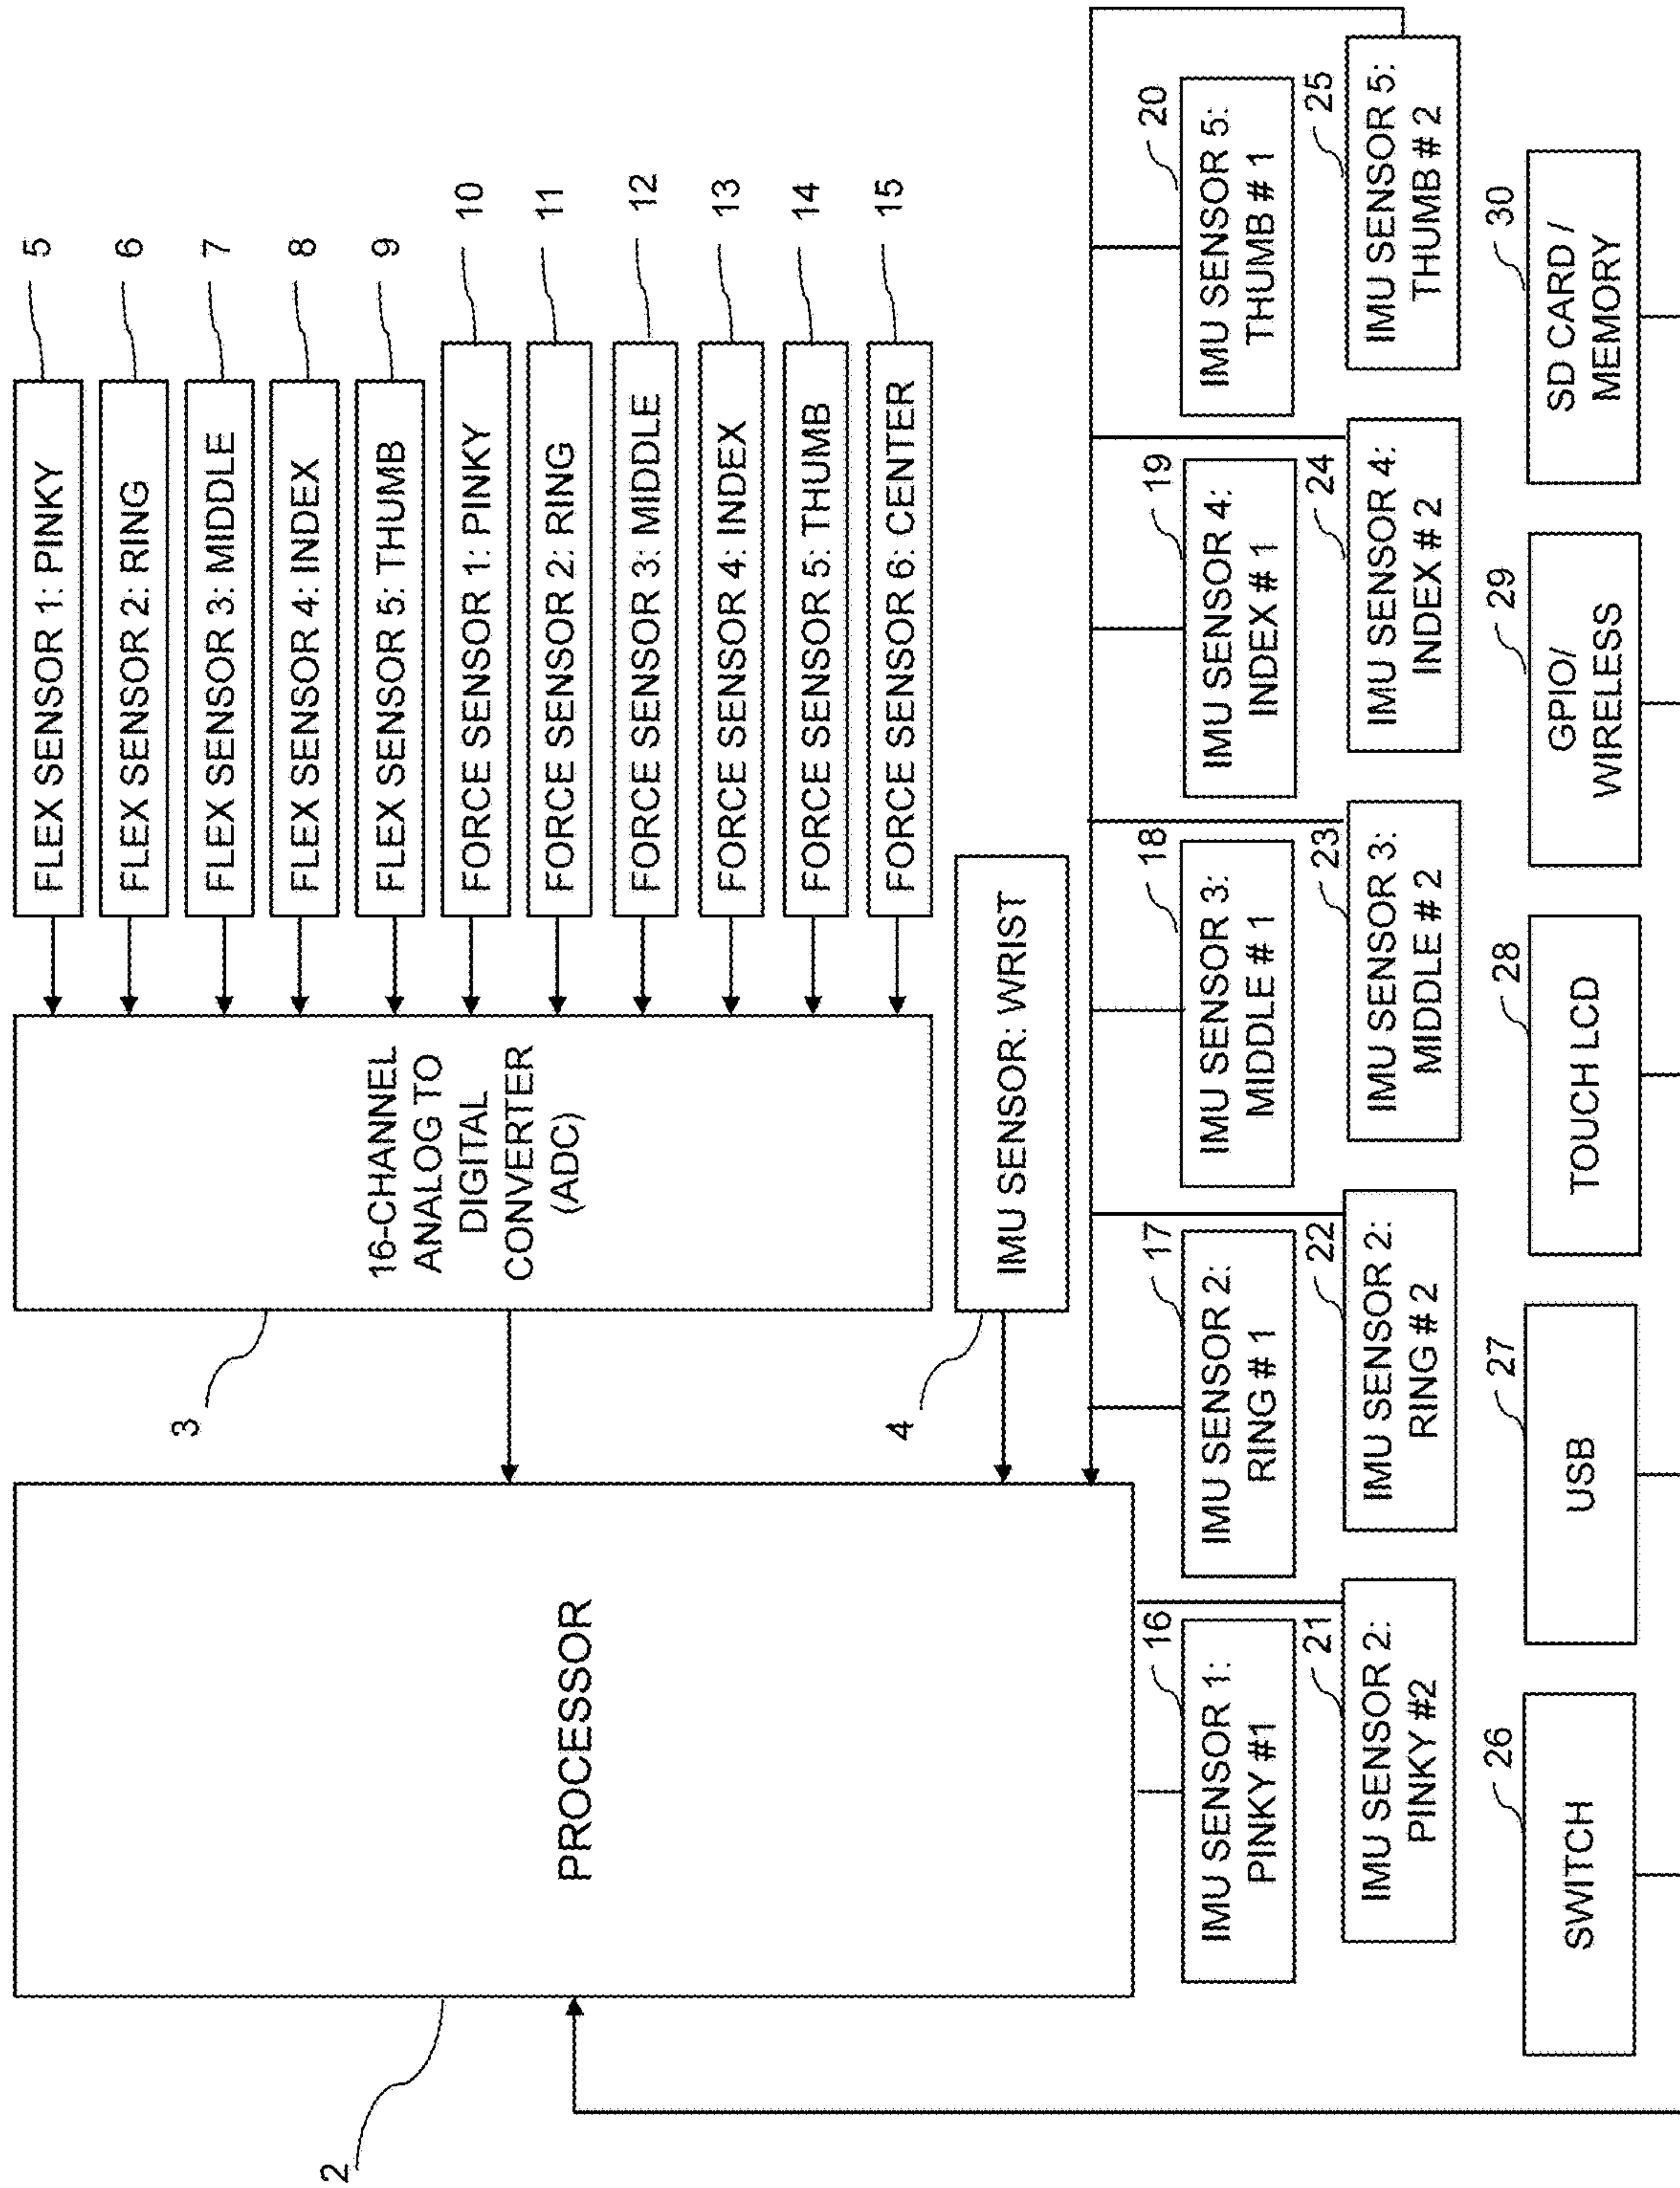 5
FLEX SENSOR 1: PINKY
6
FLEX SENSOR 2: RING
7
FLEX SENSOR 3: MIDDLE
8
FLEX SENSOR 4: INDEX
9
FLEX SENSOR 5: THUMB
10
FORCE SENSOR 1: PINKY
11
FORCE SENSOR 2: RING
12
FORCE SENSOR 3: MIDDLE
13
FORCE SENSOR 4: INDEX
14
FORCE SENSOR 5: THUMB
15
FORCE SENSOR 6: CENTER
16-CHANNEL
ANALOG TO
DIGITAL
CONVERTER
(ADC)
3
PROCESSOR
2
IMU SENSOR: WRIST
4
16
IMU SENSOR 1:
PINKY #1
17
IMU SENSOR 2:
RING # 1
18
IMU SENSOR 3:
MIDDLE # 1
19
IMU SENSOR 4:
INDEX # 1
20
IMU SENSOR 5:
THUMB # 1
21
IMU SENSOR 2:
PINKY #2
22
IMU SENSOR 2:
RING # 2
23
IMU SENSOR 3:
MIDDLE # 2
24
IMU SENSOR 4:
INDEX # 2
25
IMU SENSOR 5:
THUMB # 2
26
SWITCH
27
USB
28
TOUCH LCD
29
GPIO/
WIRELESS
30
SD CARD /
MEMORY